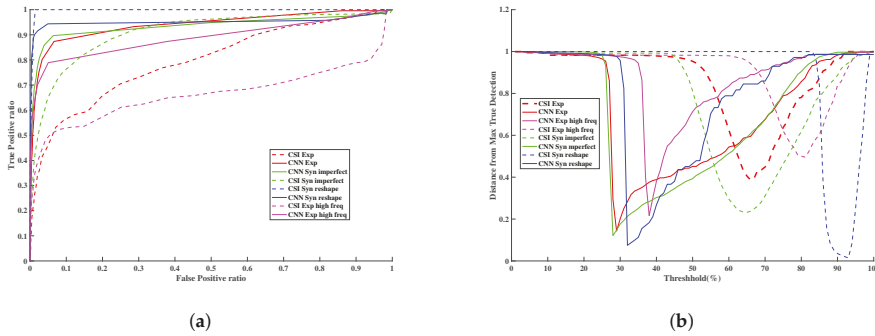 1
0.9
0.8
0.7
0.6
0.5
0.4
0.3
0.2
0.1
0
True Positive ratio
0 0.1 0.2 0.3 0.4 0.5 0.6 0.7 0.8 0.9 1
False Positive ratio
CSI Exp
CNN Exp
CNN Syn imperfect
CSI Syn imperfect
CSI Syn reshape
CNN Syn reshape
CSI Exp high freq
CNN Exp high freq
(a)
1.2
1
0.8
0.6
0.4
0.2
0
Distance from Max True Detection
0 10 20 30 40 50 60 70 80 90 100
Threshhold(%)
CSI Exp
CNN Exp
CNN Exp high freq
CSI Exp high freq
CSI Syn imperfect
CNN Syn mperfect
CSI Syn reshape
CNN Syn reshape
(b)